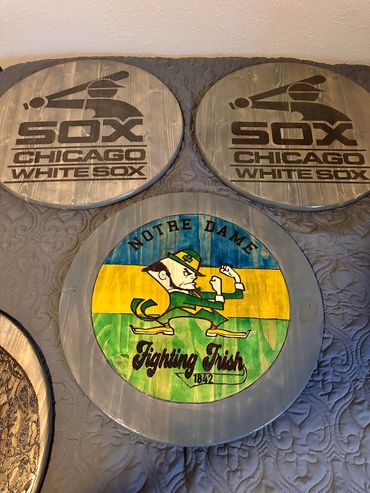 SOX
CHICAGO
WHITE SOX
SOX
CHICAGO
WHITE SOX
NOTRE DAME
Fighting Irish
1842